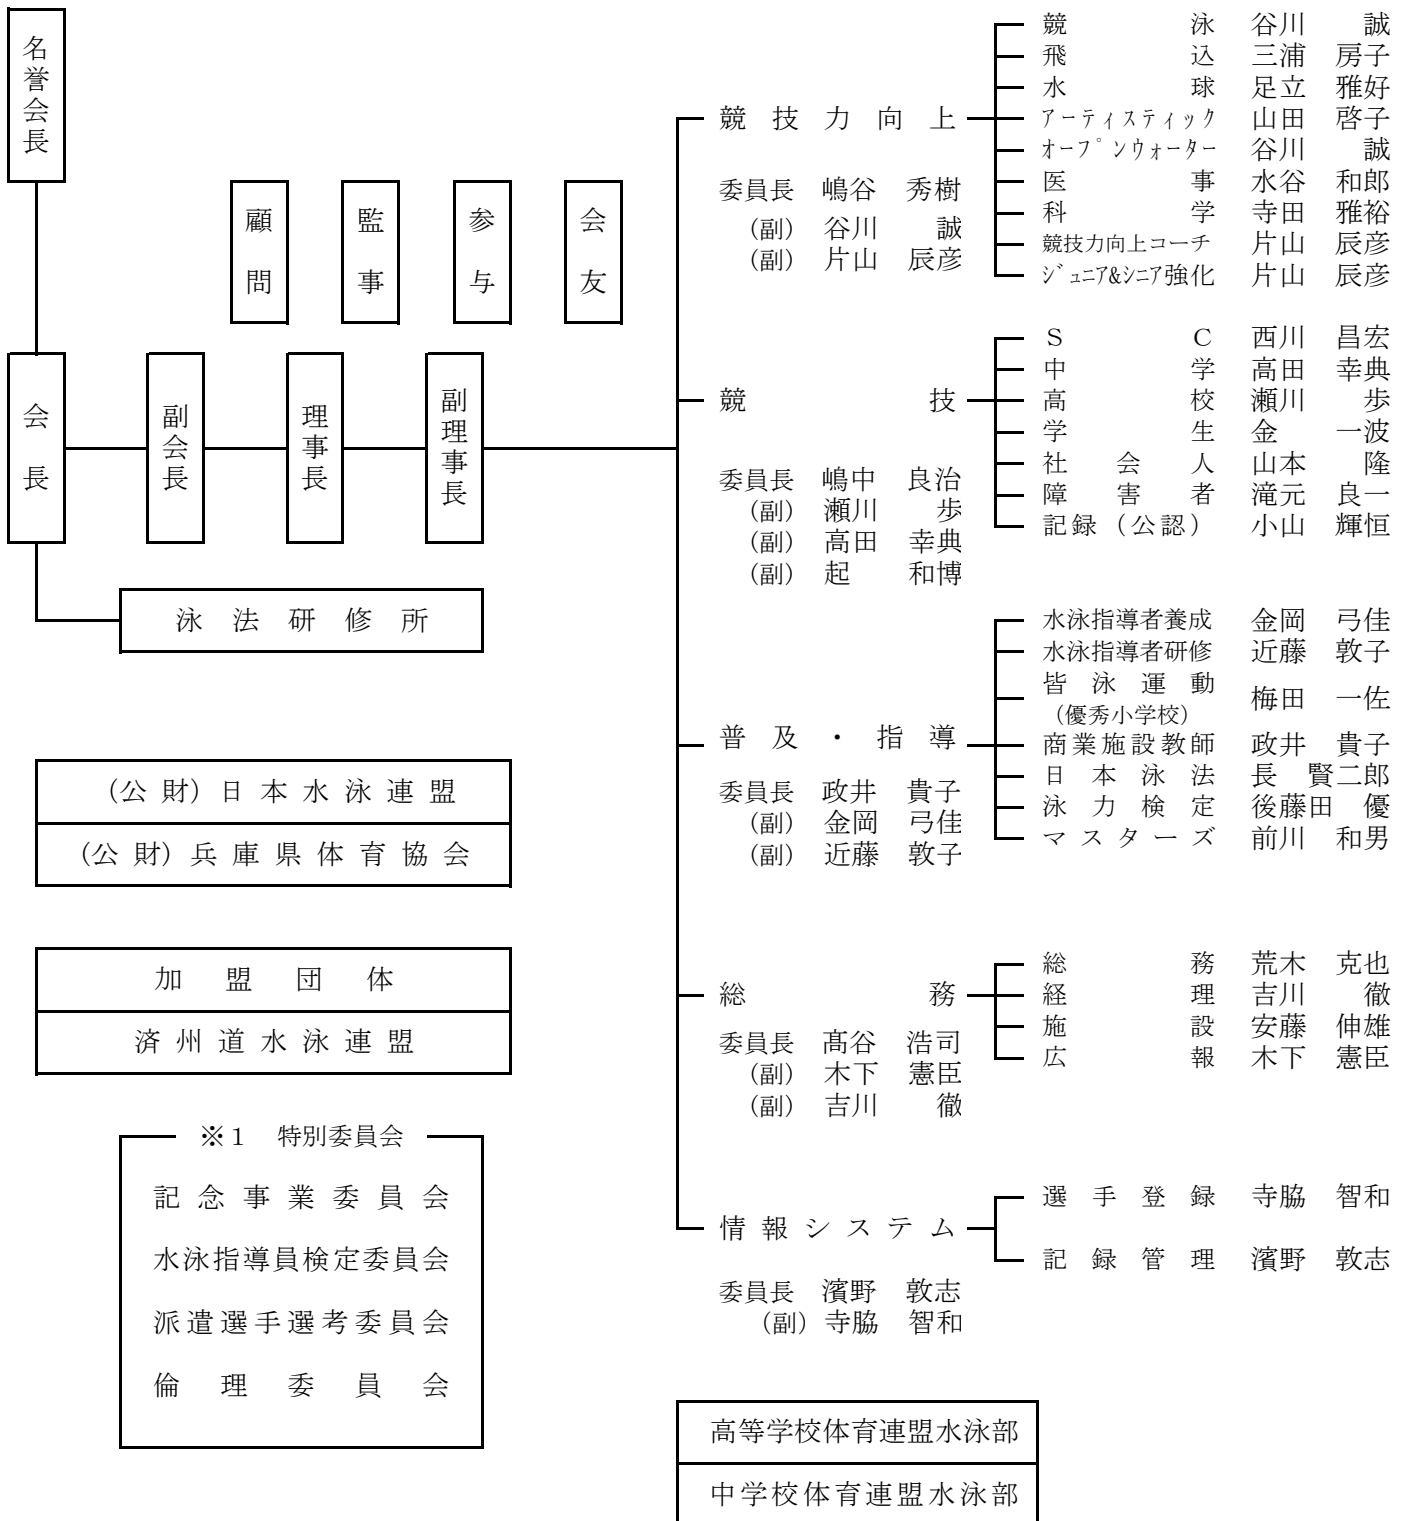 名誉会長
顧問
監事
参与
会友
会長
副会長
理事長
副理事長
泳法研修所
(公財)日本水泳連盟
(公財)兵庫県体育協会
加盟団体
済州道水泳連盟
※1 特別委員会
記念事業委員会
水泳指導員検定委員会
派遣選手選考委員会
倫理委員会
競技力向上
委員長 嶋谷 秀樹
(副) 谷川 誠
(副) 片山 辰彦
競泳 谷川 誠
飛込 三浦 房子
水球 足立 雅好
アーティスティック 山田 啓子
オープンウォーター 谷川 誠
医事 水谷 和郎
科学 寺田 雅裕
競技力向上コーチ 片山 辰彦
ジュニア&シニア強化 片山 辰彦
競技
委員長 嶋中 良治
(副) 瀬川 歩
(副) 高田 幸典
(副) 起 和博
SC 西川 昌宏
中学 高田 幸典
高校 瀬川 歩
学生 金 一波
社会人 山本 隆
障害者 滝元 良一
記録(公認) 小山 輝恒
普及・指導
委員長 政井 貴子
(副) 金岡 弓佳
(副) 近藤 敦子
水泳指導者養成 金岡 弓佳
水泳指導者研修 近藤 敦子
皆泳運動 梅田 一佐
(優秀小学校)
商業施設教師 政井 貴子
日本泳法 長 賢二郎
泳力検定 後藤田 優
マスターズ 前川 和男
総務
委員長 髙谷 浩司
(副) 木下 憲臣
(副) 吉川 徹
総務 荒木 克也
経理 吉川 徹
施設 安藤 伸雄
広報 木下 憲臣
情報システム
委員長 濱野 敦志
(副) 寺脇 智和
選手登録 寺脇 智和
記録管理 濱野 敦志
高等学校体育連盟水泳部
中学校体育連盟水泳部